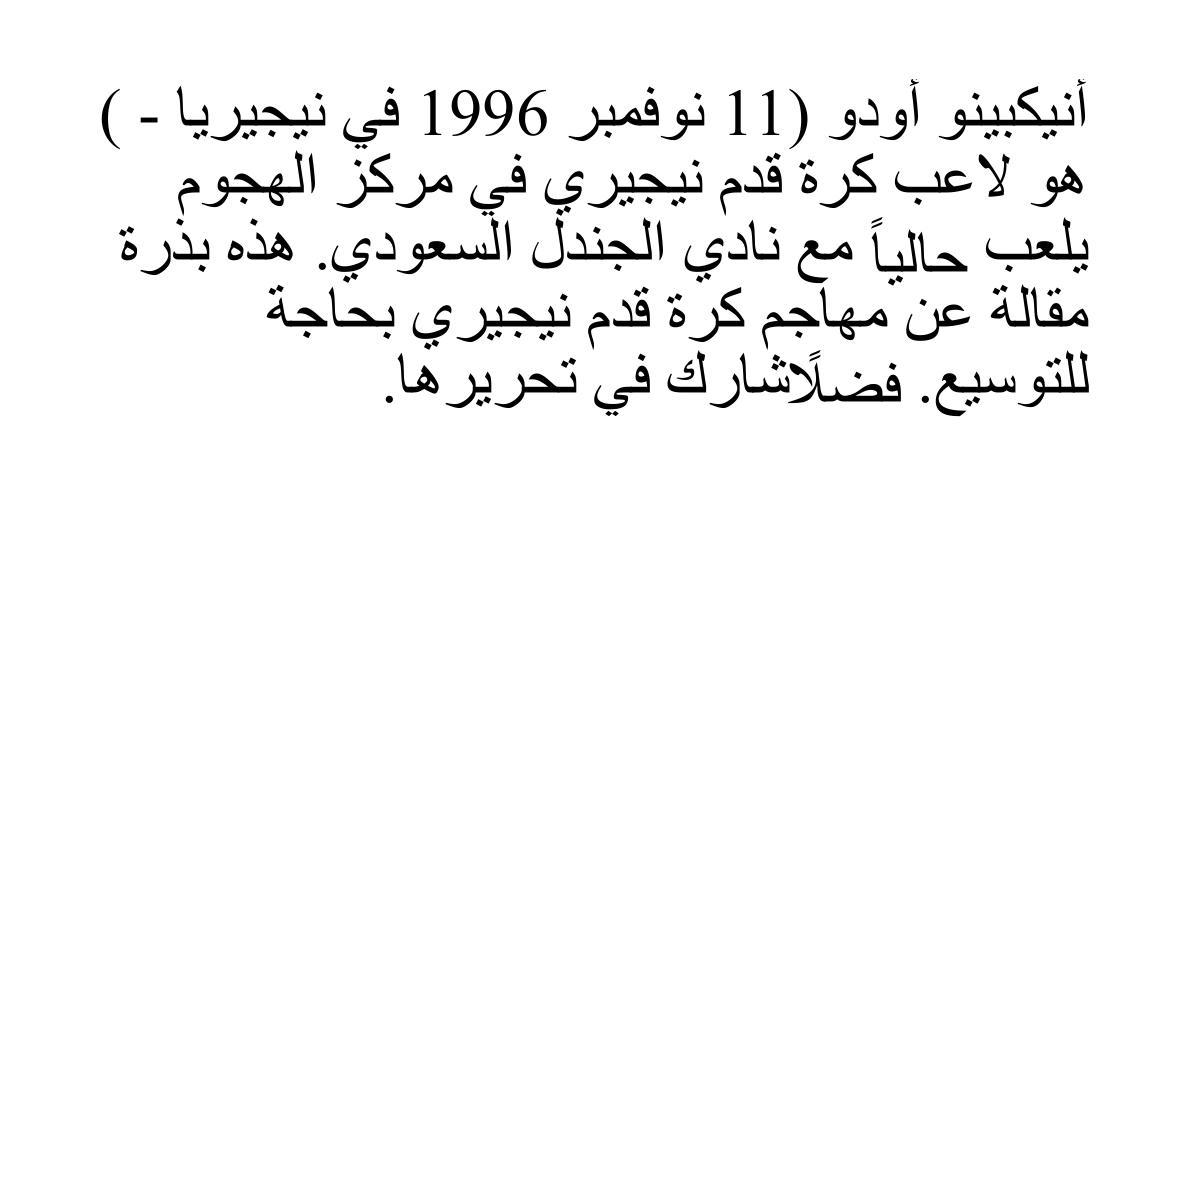 أنيكبينو أودو (11 نوفمبر 1996 في نيجيريا - )
هو لاعب كرة قدم نيجيري في مركز الهجوم
يلعب حالياً مع نادي الجندل السعودي. هذه بذرة
مقالة عن مهاجم كرة قدم نيجيري بحاجة
للتوسيع. فضلًاشارك في تحريرها.